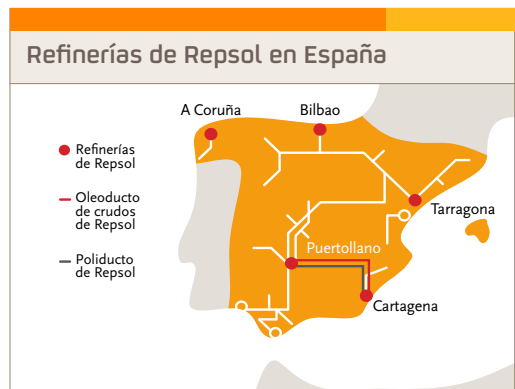 Refinerías de Repsol en España
A Coruña
Bilbao
Refinerías
de Repsol
Oleoducto
de crudos
de Repsol
Poliducto
de Repsol
Tarragona
Puertollano
Cartagena